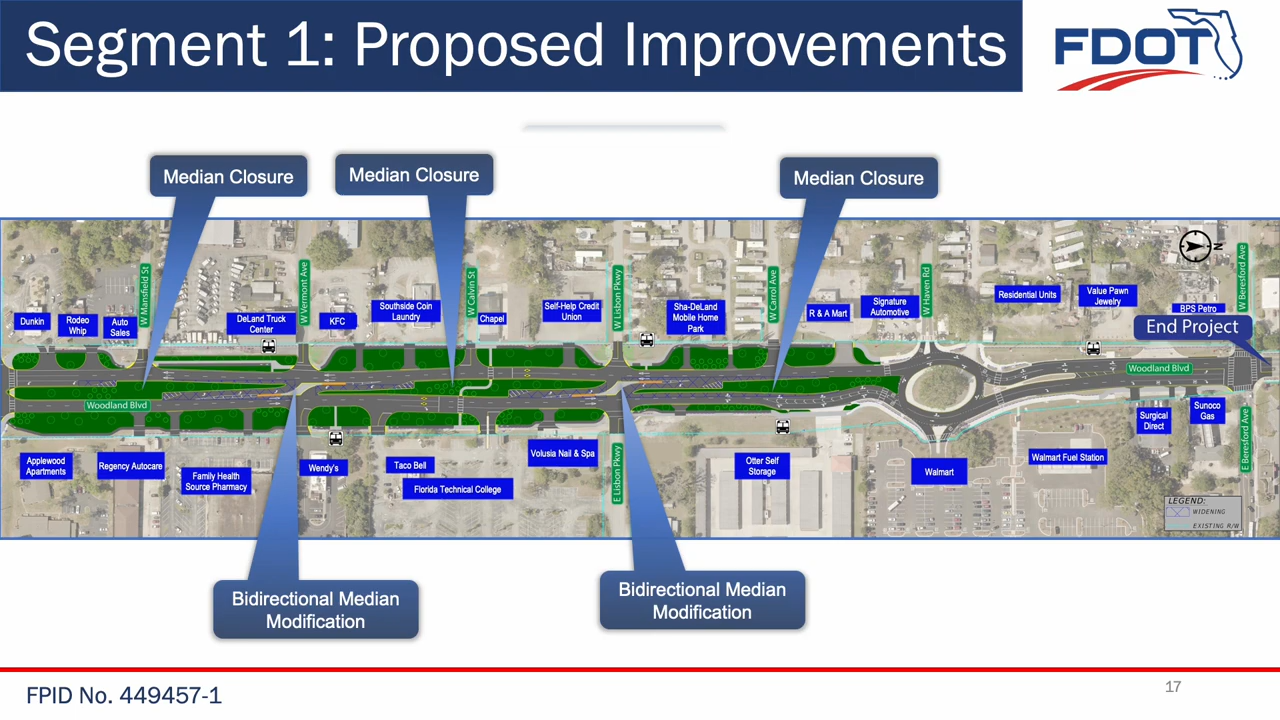 Segment 1: Proposed Improvements
FDOT
Median Closure
Median Closure
Median Closure
W Mansfield St
W Vermont Ave
W Calvin St
W Lisbon Pkwy
W Carrol Ave
W Haven Rd
W Beresford Ave
N
Dunkin
Rodeo
Whip
Auto
Sales
DeLand Truck
Center
KFC
Southside Coin
Laundry
Chapel
Self-Help Credit
Union
Sha-DeLand
Mobile Home
Park
R & A Mart
Signature
Automotive
Residential Units
Value Pawn
Jewelry
BPS Petro
End Project
Woodland Blvd
Woodland Blvd
Applewood
Apartments
Regency Autocare
Family Health
Source Pharmacy
Wendy's
Taco Bell
Florida Technical College
Volusia Nail & Spa
E Lisbon Pkwy
Otter Self
Storage
Walmart
Walmart Fuel Station
Surgical
Direct
Sunoco
Gas
E Beresford Ave
LEGEND:
WIDENING
EXISTING R/W
Bidirectional Median
Modification
Bidirectional Median
Modification
FPID No. 449457-1
17